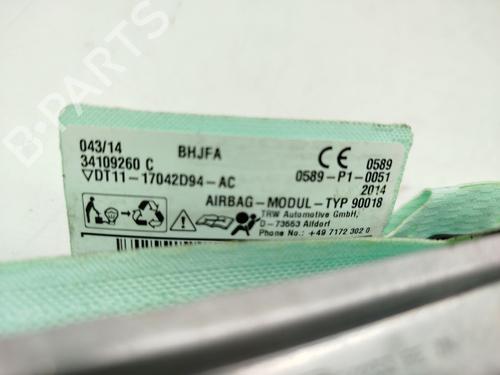 B-PARTS
043/14 BHJFA
34109260 C CE 0589
DT11-17042D94-AC 0589-P1-0051
2014
AIRBAG-MODUL-TYP 90018
TRW Automotive GmbH,
D-73553 Alfdorf
Phone No.: +49 7172 302 0